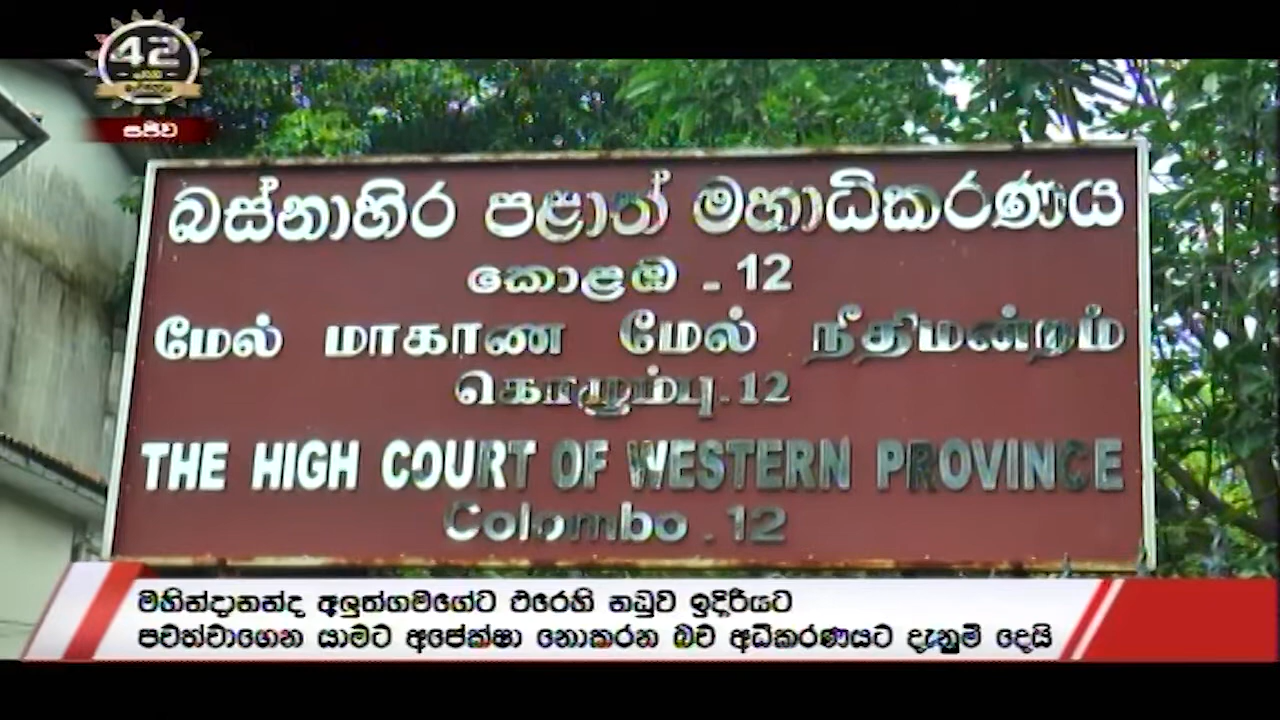 42
සජීව
බස්නාහිර පළාත් මහාධිකරණය
කොළඹ - 12
மேல் மாகாண மேல் நீதிமன்றம்
கொழும்பு.12
THE HIGH COURT OF WESTERN PROVINCE
Colombo . 12
මහින්දානන්ද අලුත්ගමගේට එරෙහි නඩුව ඉදිරියට
පවත්වාගෙන යාමට අපේක්ෂා නොකරන බව අධිකරණයට දැනුම් දෙයි